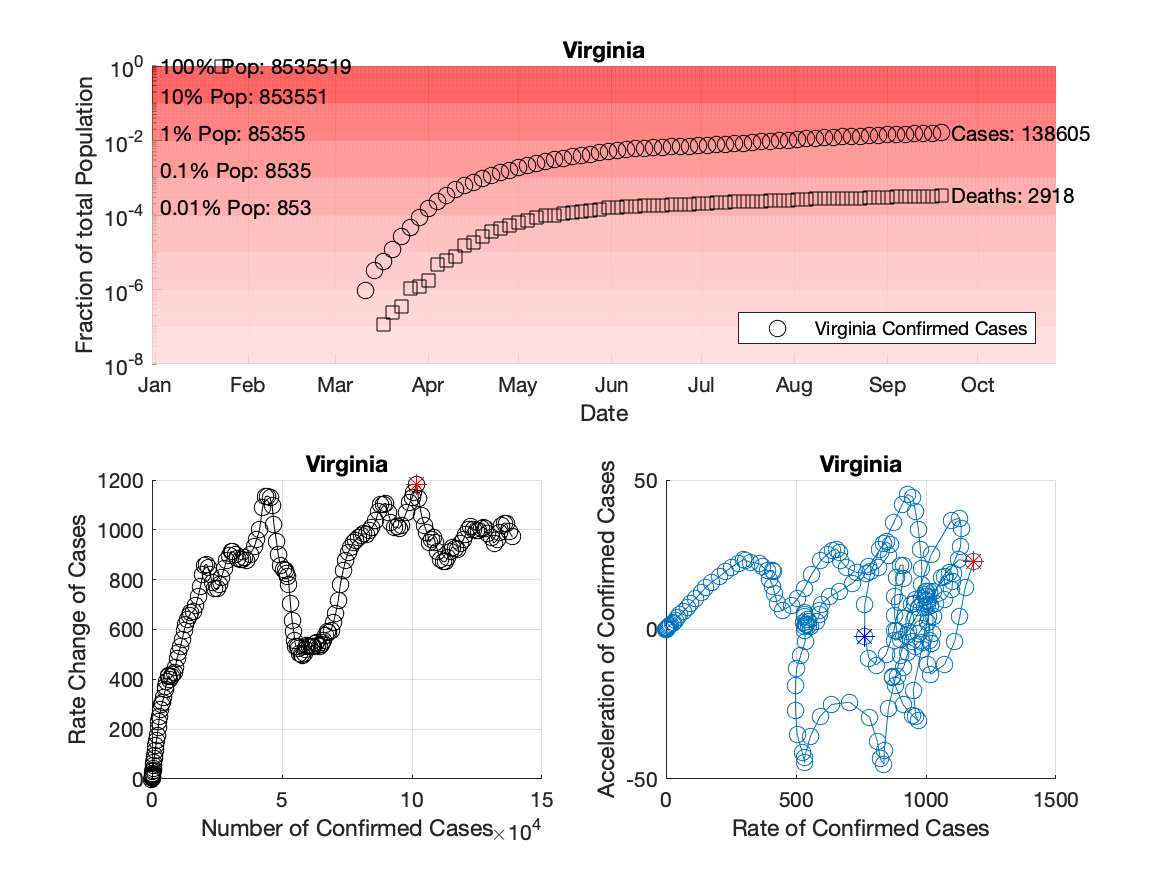 Virginia
10^0
10^-2
10^-4
10^-6
10^-8
Fraction of total Population
100% Pop: 8535519
10% Pop: 853551
1% Pop: 85355
0.1% Pop: 8535
0.01% Pop: 853
Cases: 138605
Deaths: 2918
Virginia Confirmed Cases
Jan Feb Mar Apr May Jun Jul Aug Sep Oct
Date
Virginia
1200
1000
800
600
400
200
0
Rate Change of Cases
0 5 10 15
Number of Confirmed Cases ×10^4
Virginia
50
0
-50
Acceleration of Confirmed Cases
0 500 1000 1500
Rate of Confirmed Cases